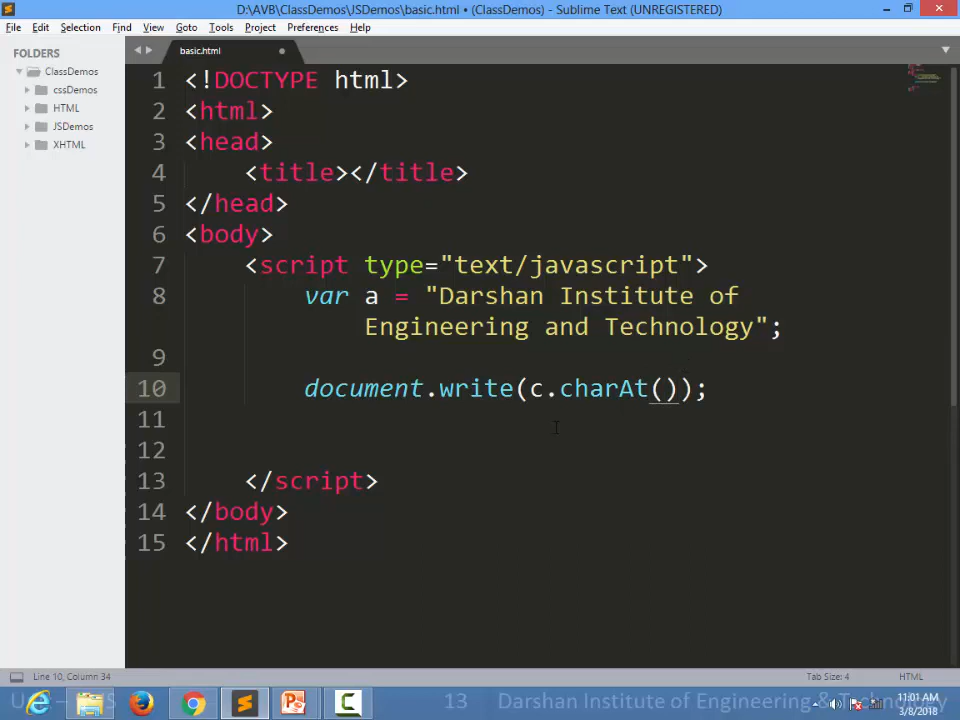 D:\AVB\ClassDemos\JSDemos\basic.html • (ClassDemos) - Sublime Text (UNREGISTERED)
File Edit Selection Find View Goto Tools Project Preferences Help
FOLDERS
ClassDemos
cssDemos
HTML
JSDemos
XHTML
basic.html
1 <!DOCTYPE html>
2 <html>
3 <head>
4 <title></title>
5 </head>
6 <body>
7 <script type="text/javascript">
8 var a = "Darshan Institute of
Engineering and Technology";
9
10 document.write(c.charAt());
11
12
13 </script>
14 </body>
15 </html>
Line 10, Column 34
Tab Size: 4
HTML
13 Darshan Institute of Engineering & Technology
11:01 AM
3/8/2018